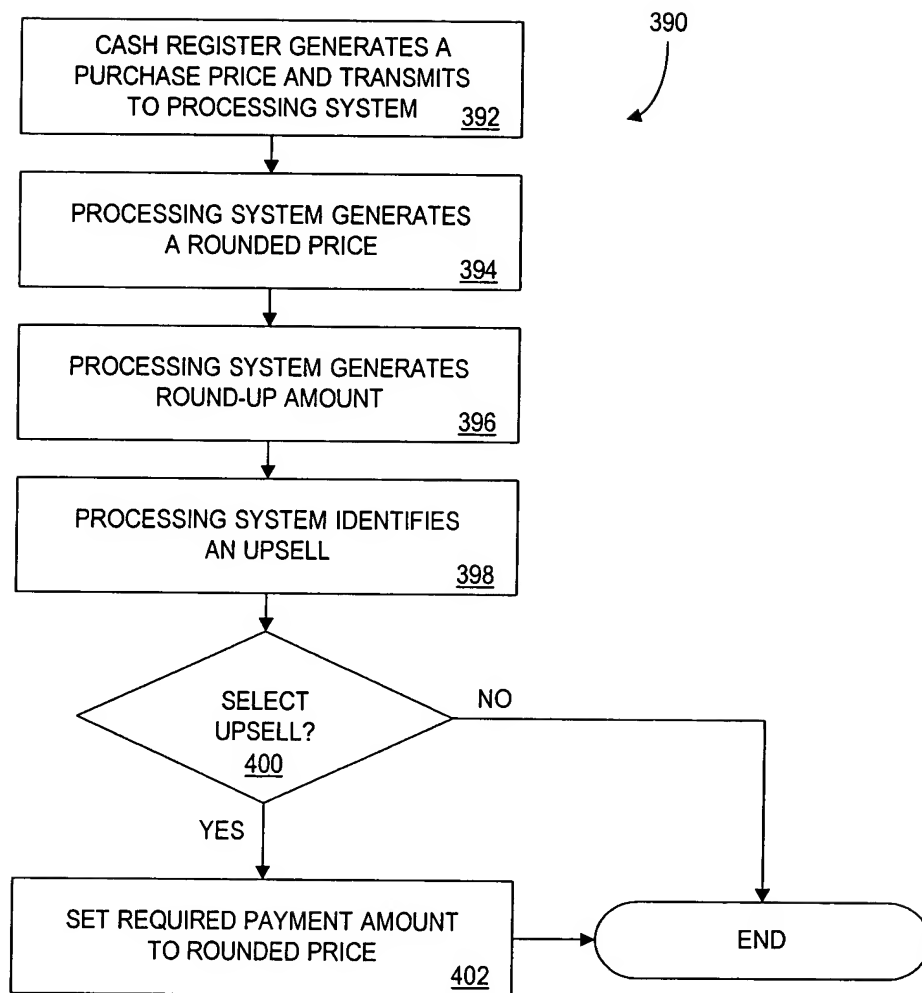 390
CASH REGISTER GENERATES A
PURCHASE PRICE AND TRANSMITS
TO PROCESSING SYSTEM
392
PROCESSING SYSTEM GENERATES
A ROUNDED PRICE
394
PROCESSING SYSTEM GENERATES
ROUND-UP AMOUNT
396
PROCESSING SYSTEM IDENTIFIES
AN UPSELL
398
SELECT
UPSELL?
400
NO
YES
SET REQUIRED PAYMENT AMOUNT
TO ROUNDED PRICE
402
END